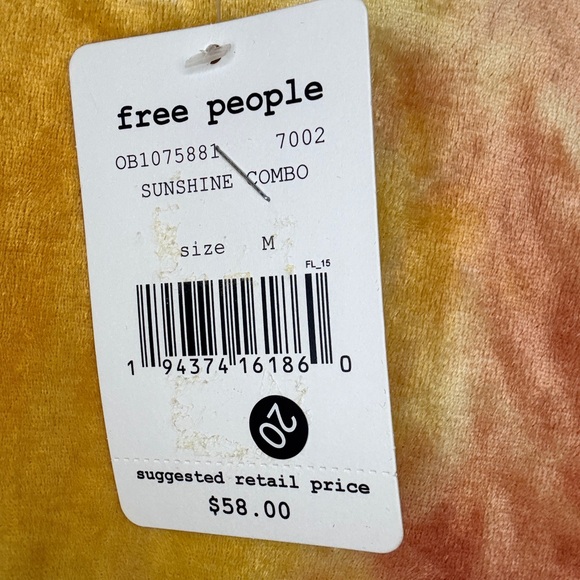 free people
OB1075881 7002
SUNSHINE COMBO
size M
FL_15
1 94374 16186 0
20
suggested retail price
$58.00